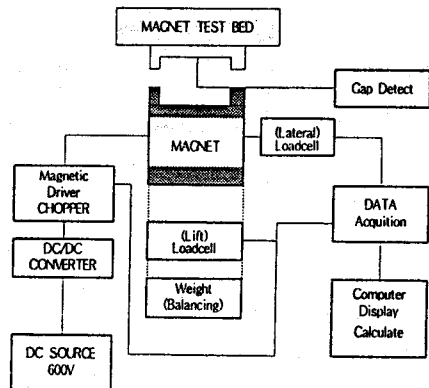 MAGNET TEST BED
Gap Detect
(Lateral)
Loadcell
MAGNET
Magnetic
Driver
CHOPPER
DATA
Acquition
(Lift)
Loadcell
DC/DC
CONVERTER
Weight
(Balancing)
Computer
Display
Calculate
DC SOURCE
600V